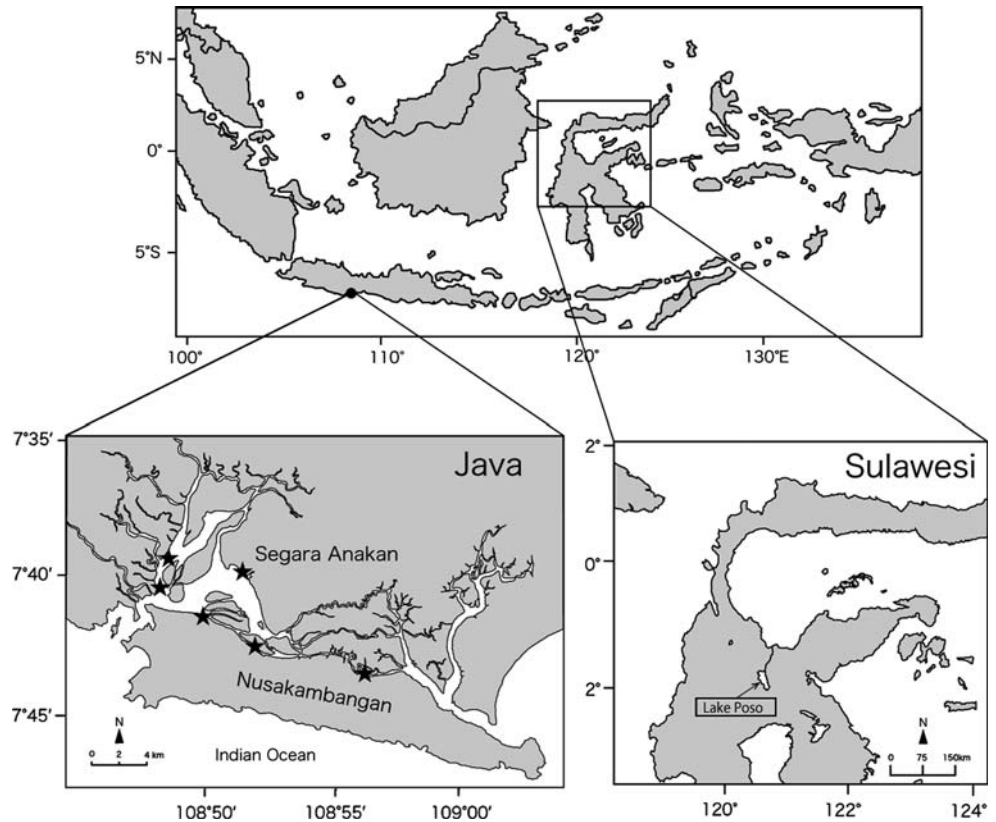 5°N
0°
5°S
100°
110°
120°
130°E
7°35'
7°40'
7°45'
Java
Segara Anakan
Nusakambangan
N
0 2 4 km
Indian Ocean
108°50'
108°55'
109°00'
2°
0°
2°
Sulawesi
Lake Poso
N
0 75 150km
120°
122°
124°